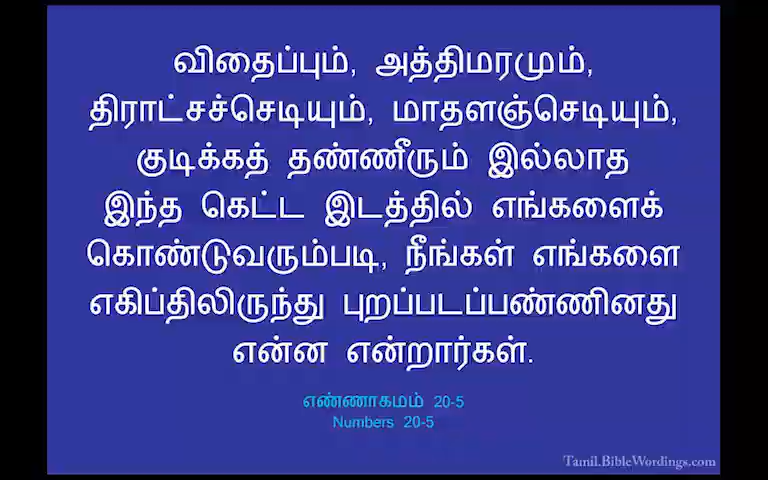 விதைப்பும், அத்திமரமும்,
திராட்சச்செடியும், மாதளஞ்செடியும்,
குடிக்கத் தண்ணீரும் இல்லாத
இந்த கெட்ட இடத்தில் எங்களைக்
கொண்டுவரும்படி, நீங்கள் எங்களை
எகிப்திலிருந்து புறப்படப்பண்ணினது
என்ன என்றார்கள்.
எண்ணாகமம் 20-5
Numbers 20-5
Tamil.BibleWordings.com